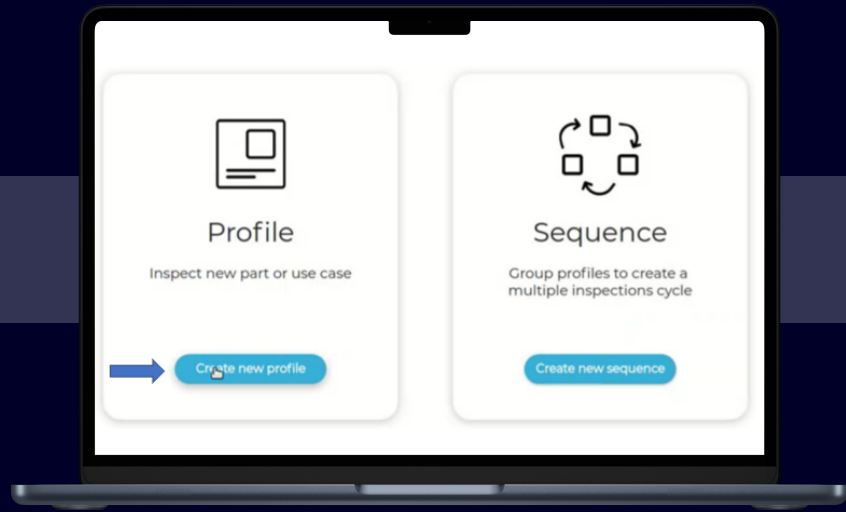 Profile
Inspect new part or use case
Create new profile
Sequence
Group profiles to create a
multiple inspections cycle
Create new sequence